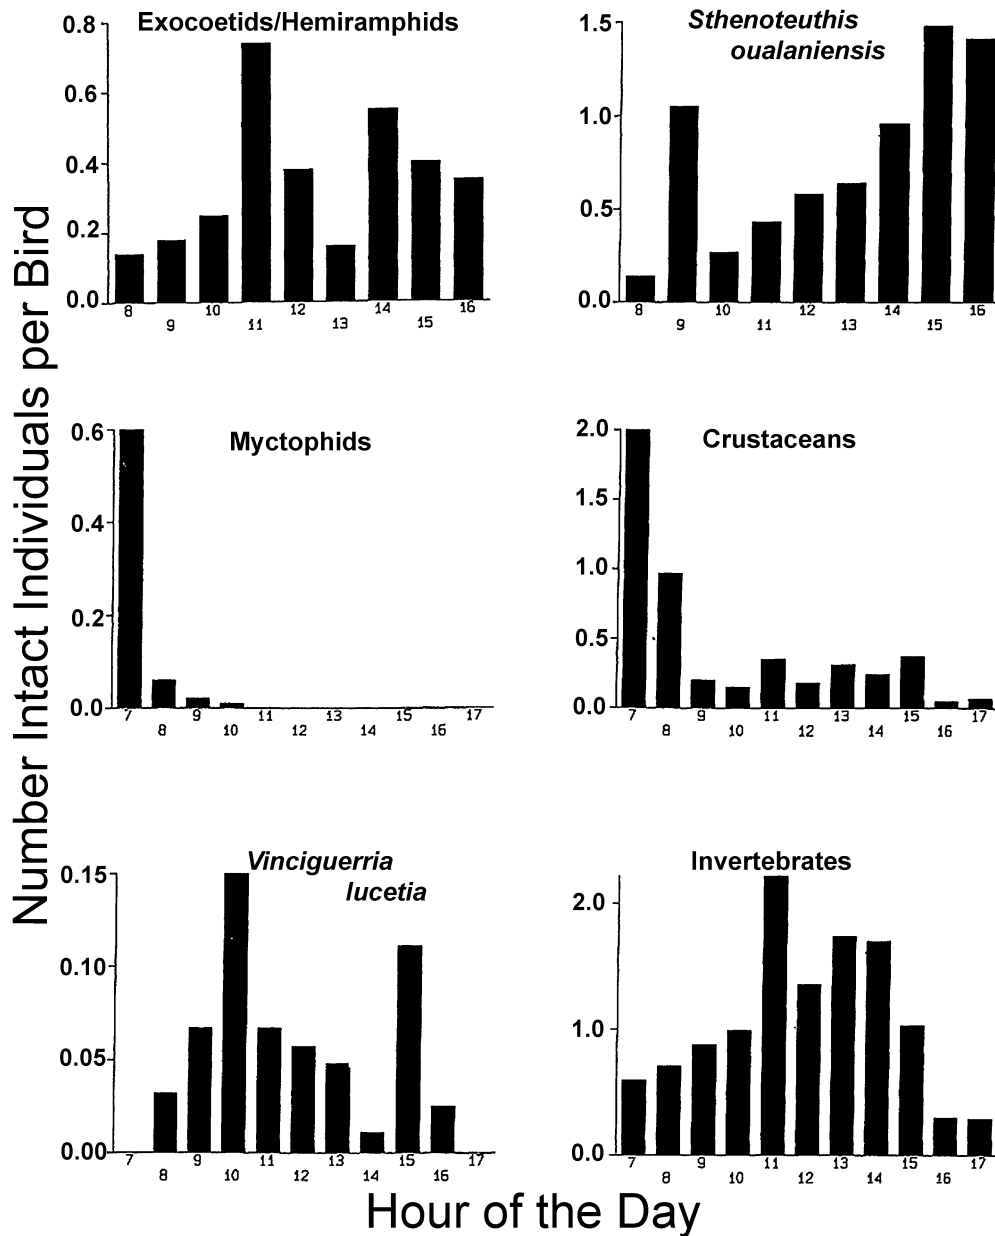 Number Intact Individuals per Bird
Exocoetids/Hemiramphids
0.8
0.6
0.4
0.2
0.0
8 9 10 11 12 13 14 15 16
Sthenoteuthis
oualaniensis
1.5
1.0
0.5
0.0
8 9 10 11 12 13 14 15 16
Myctophids
0.6
0.4
0.2
0.0
7 8 9 10 11 12 13 14 15 16 17
Crustaceans
2.0
1.5
1.0
0.5
0.0
7 8 9 10 11 12 13 14 15 16 17
Vinciguerria
lucetia
0.15
0.10
0.05
0.00
7 8 9 10 11 12 13 14 15 16 17
Invertebrates
2.0
1.0
0.0
7 8 9 10 11 12 13 14 15 16 17
Hour of the Day